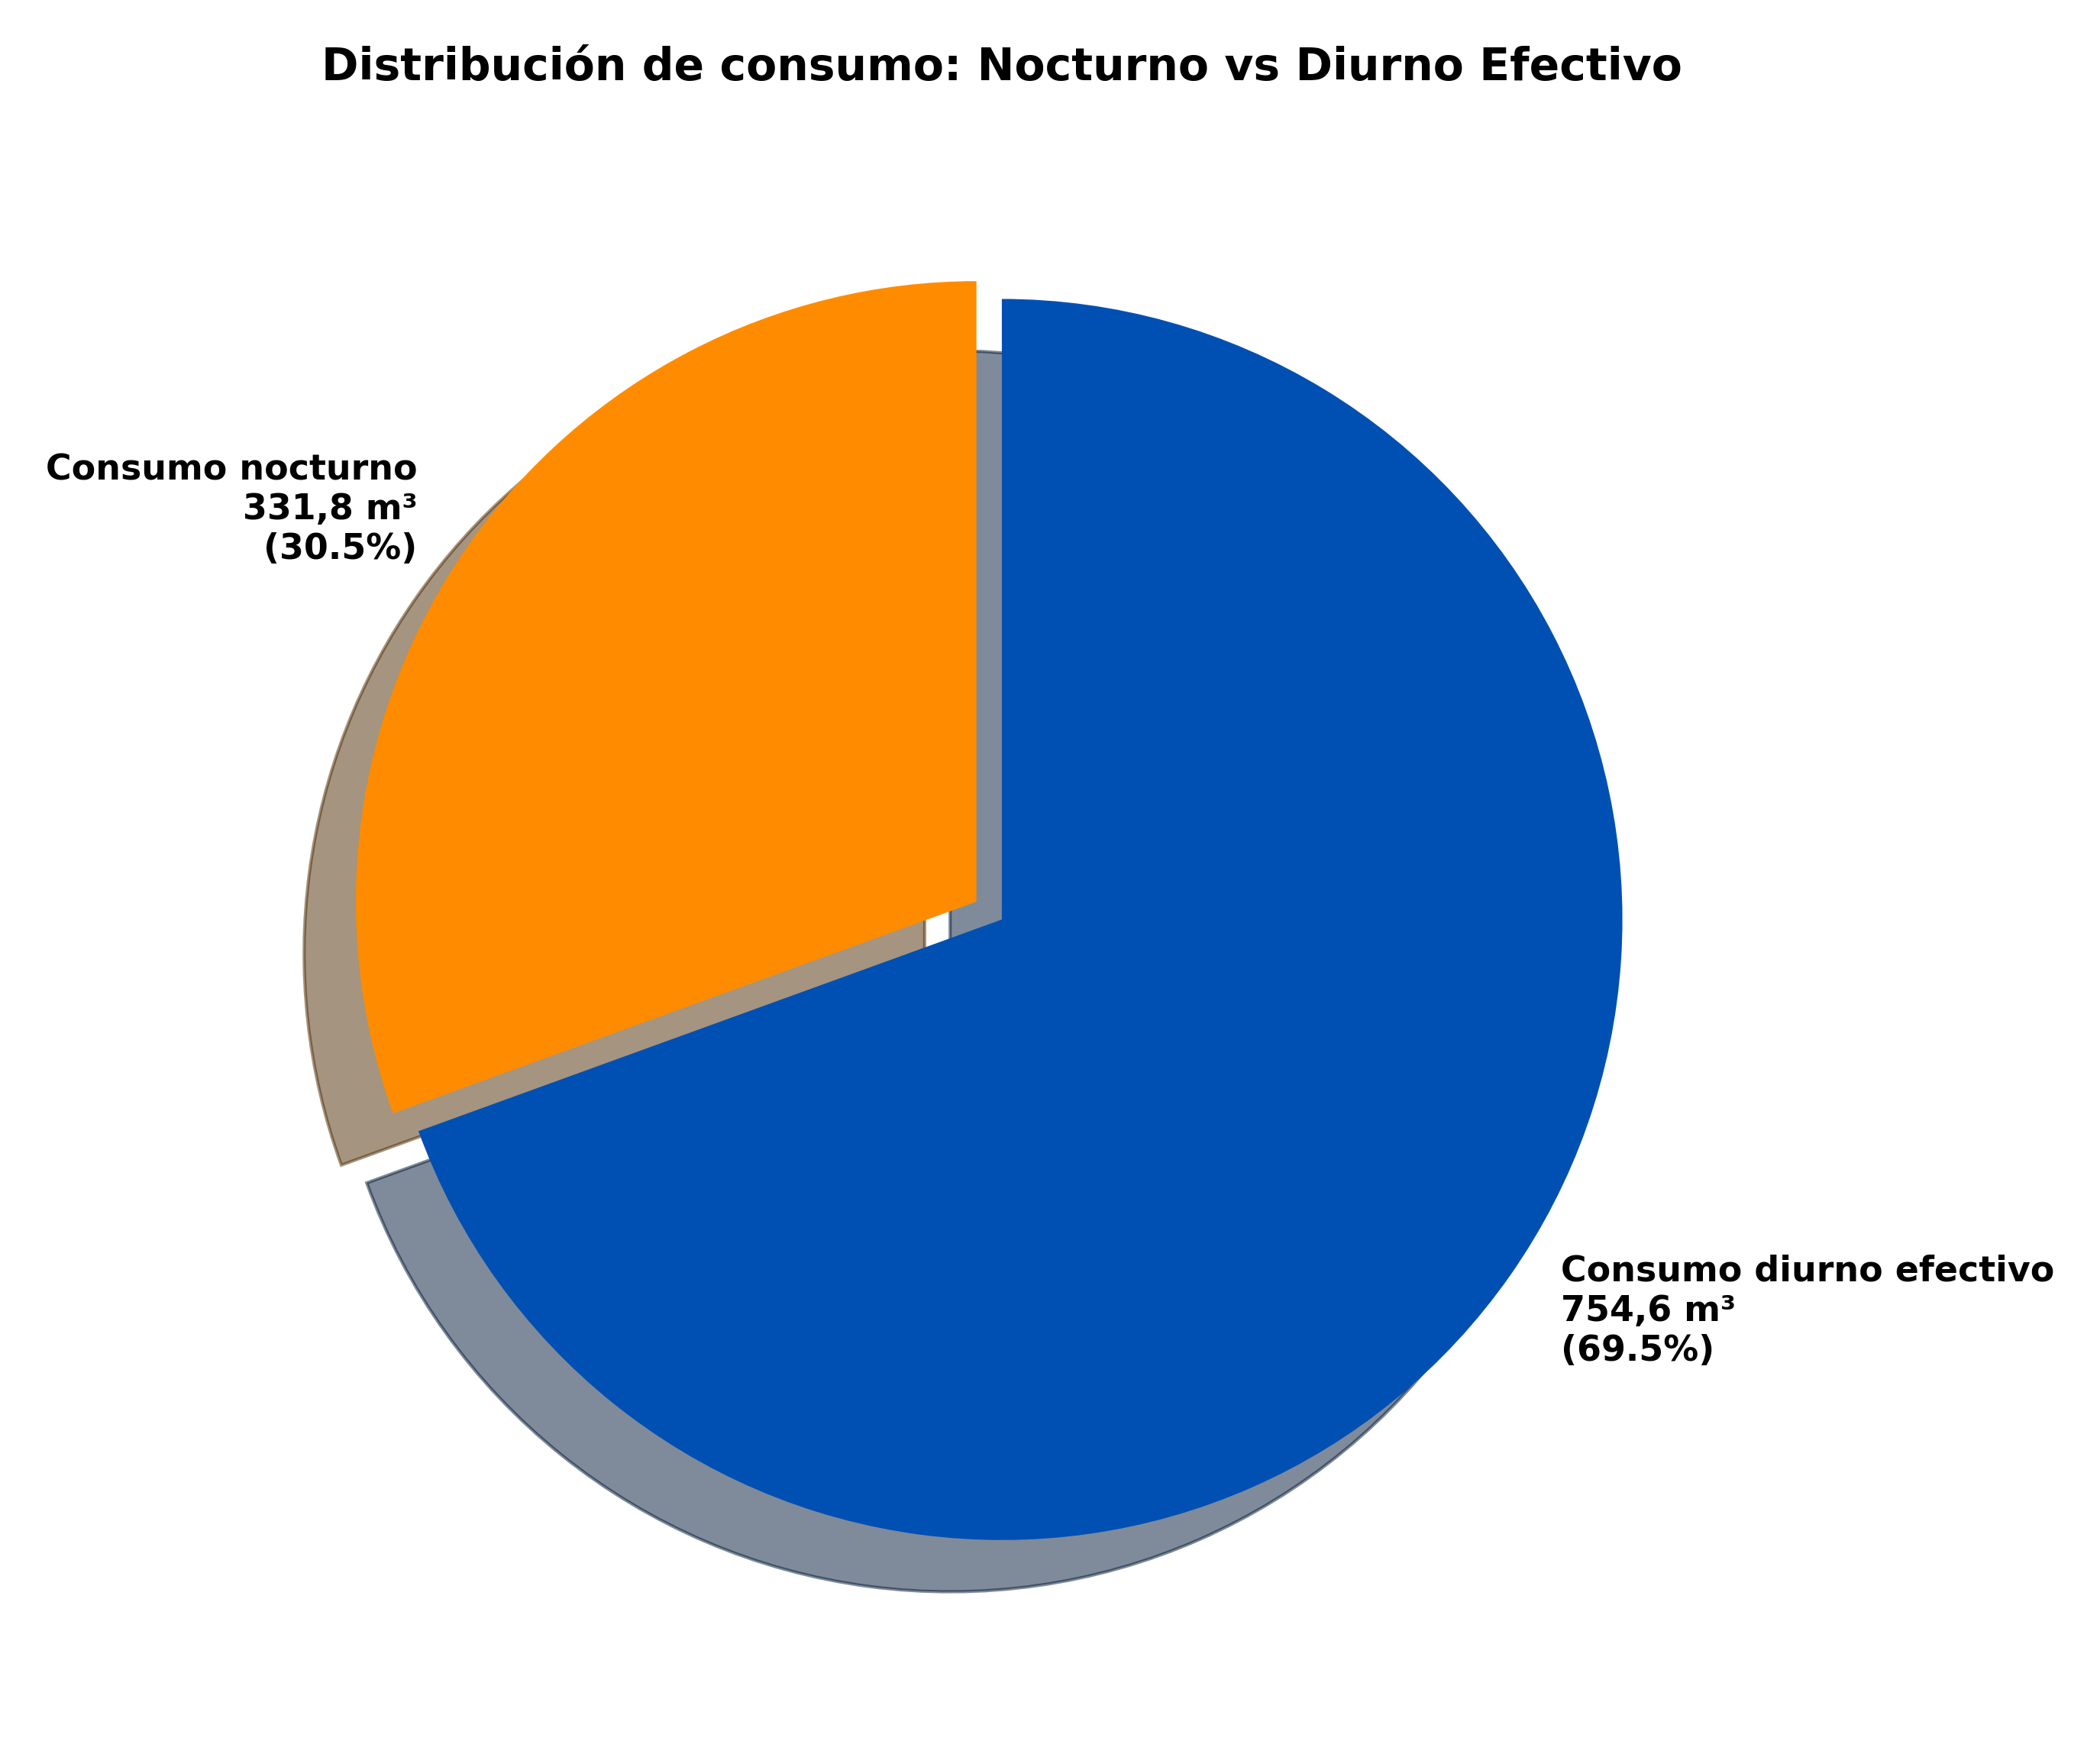 Distribución de consumo: Nocturno vs Diurno Efectivo
Consumo nocturno
331,8 m³
(30.5%)
Consumo diurno efectivo
754,6 m³
(69.5%)